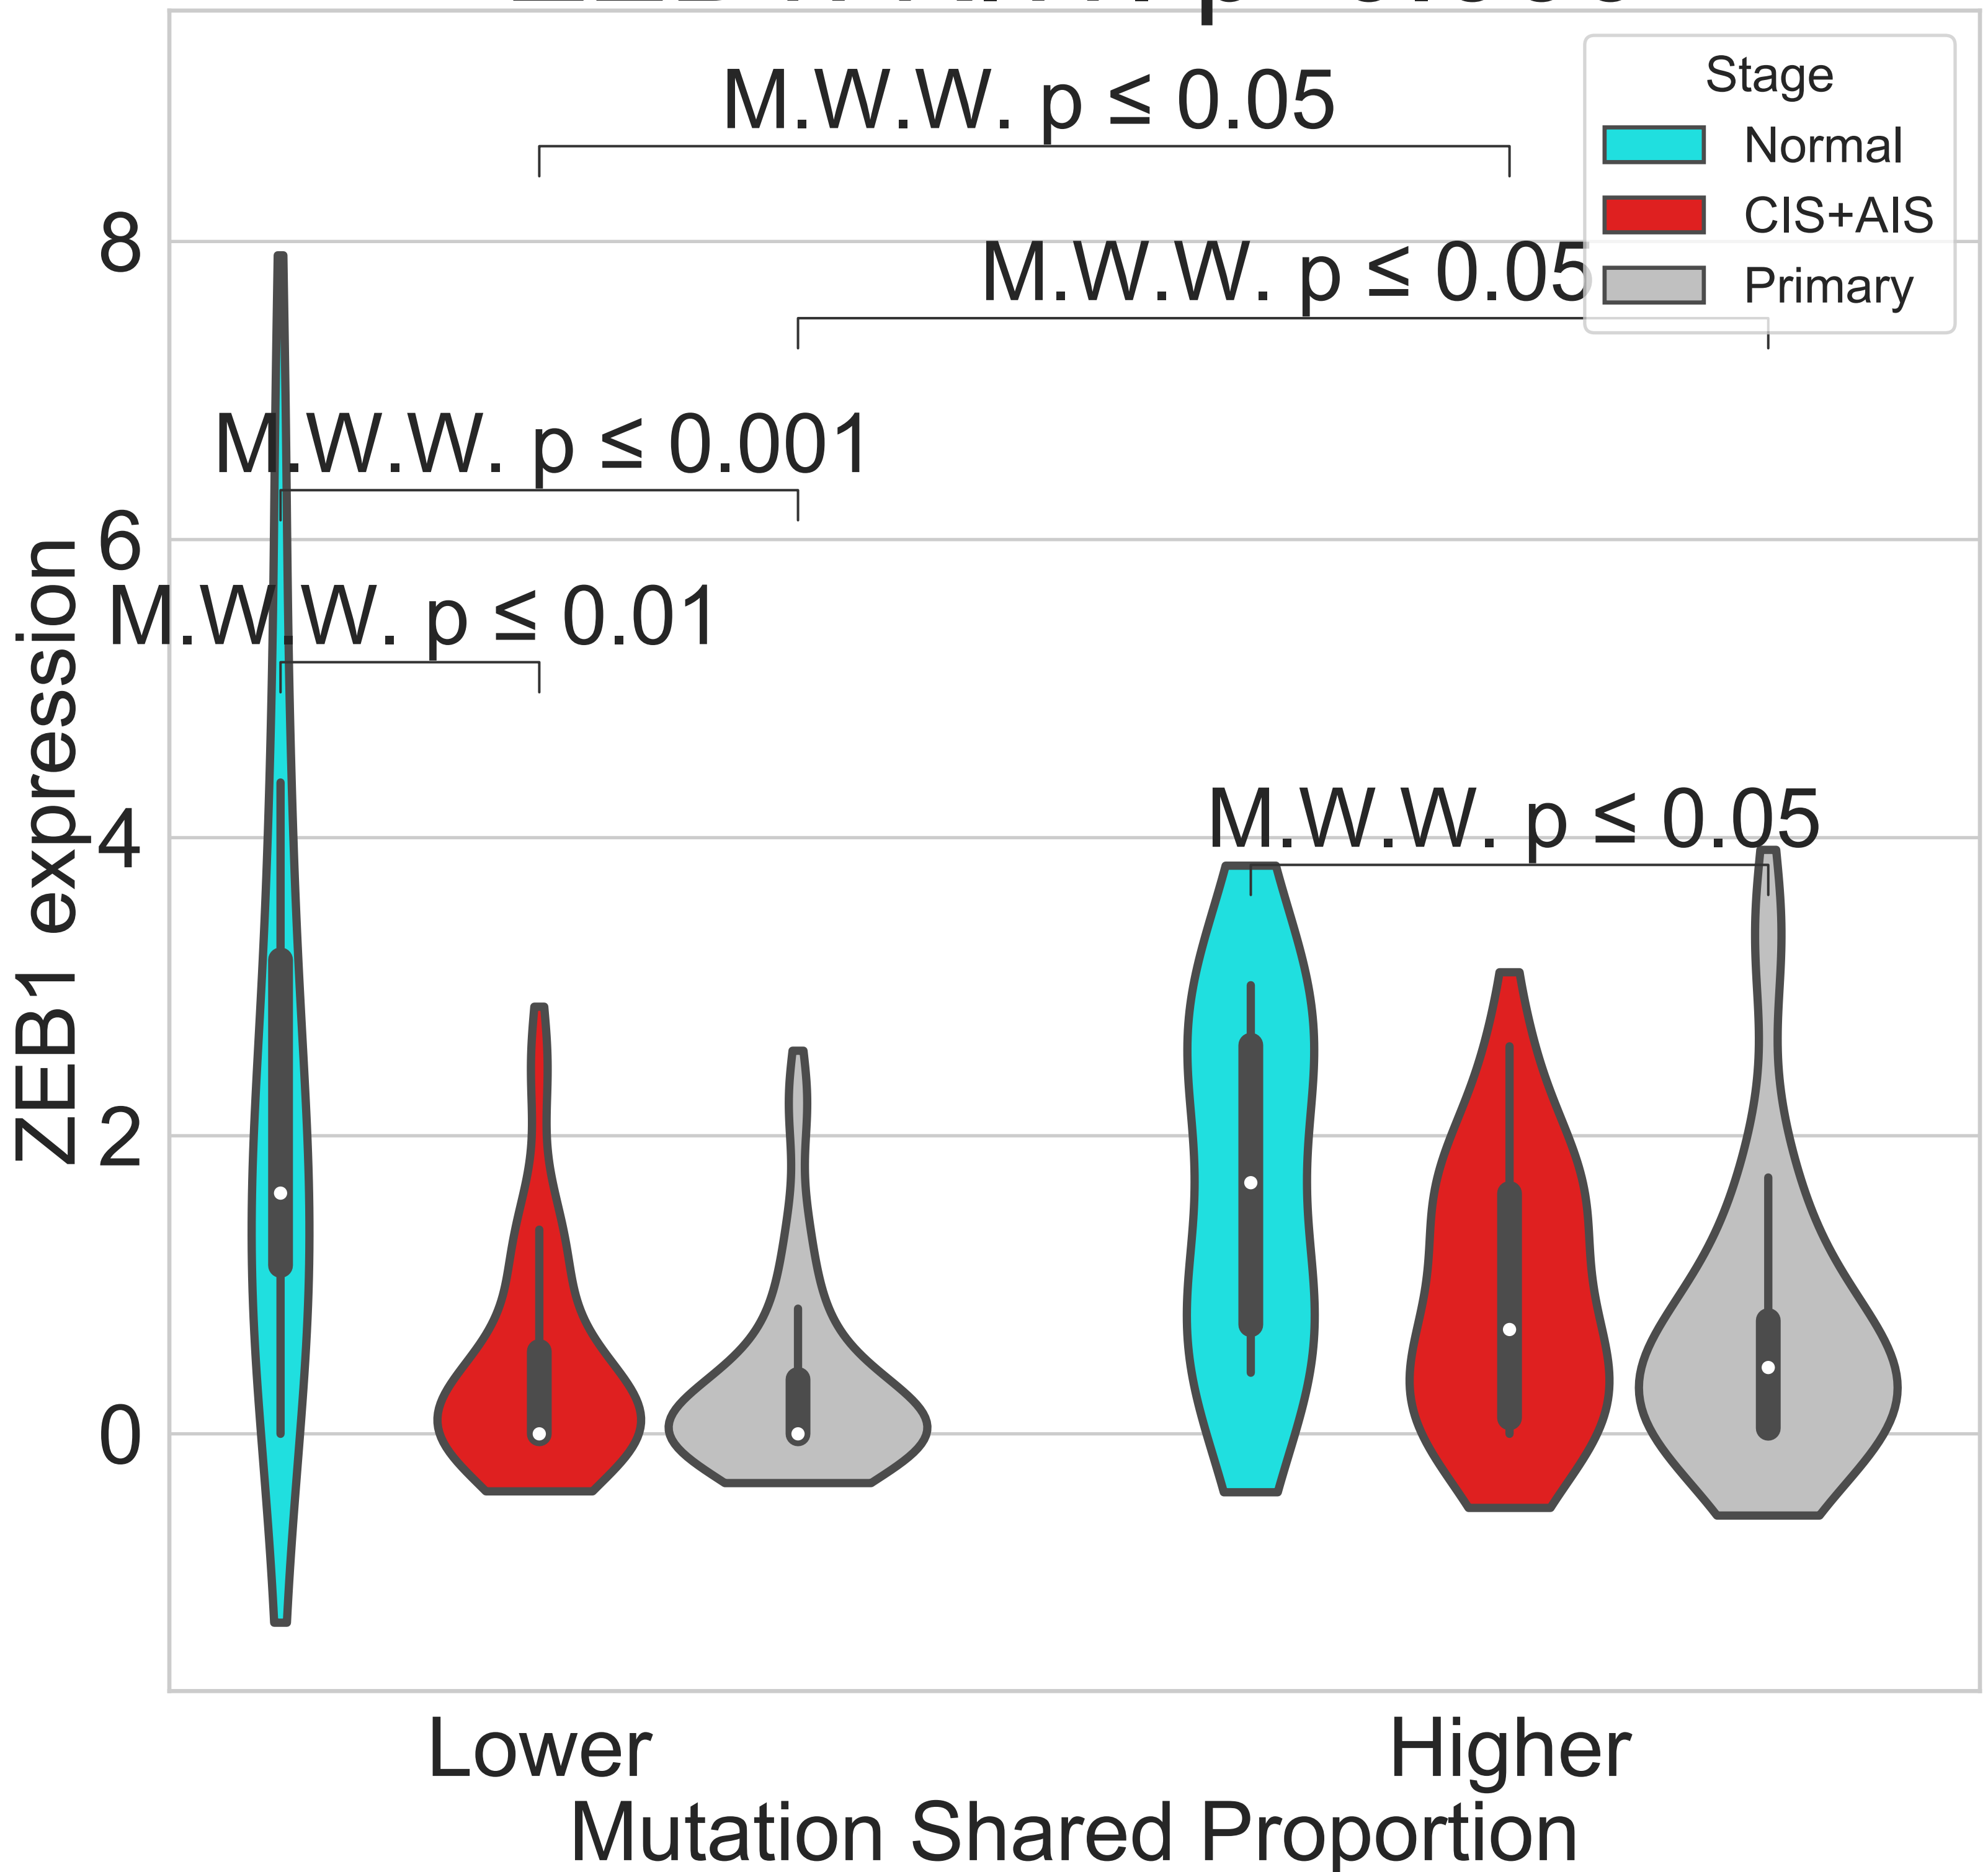 M.W.W. p ≤ 0.05
Stage
Normal
CIS+AIS
Primary
M.W.W. p ≤ 0.05
M.W.W. p ≤ 0.001
M.W.W. p ≤ 0.01
M.W.W. p ≤ 0.05
8
6
4
2
0
ZEB1 expression
Lower
Higher
Mutation Shared Proportion